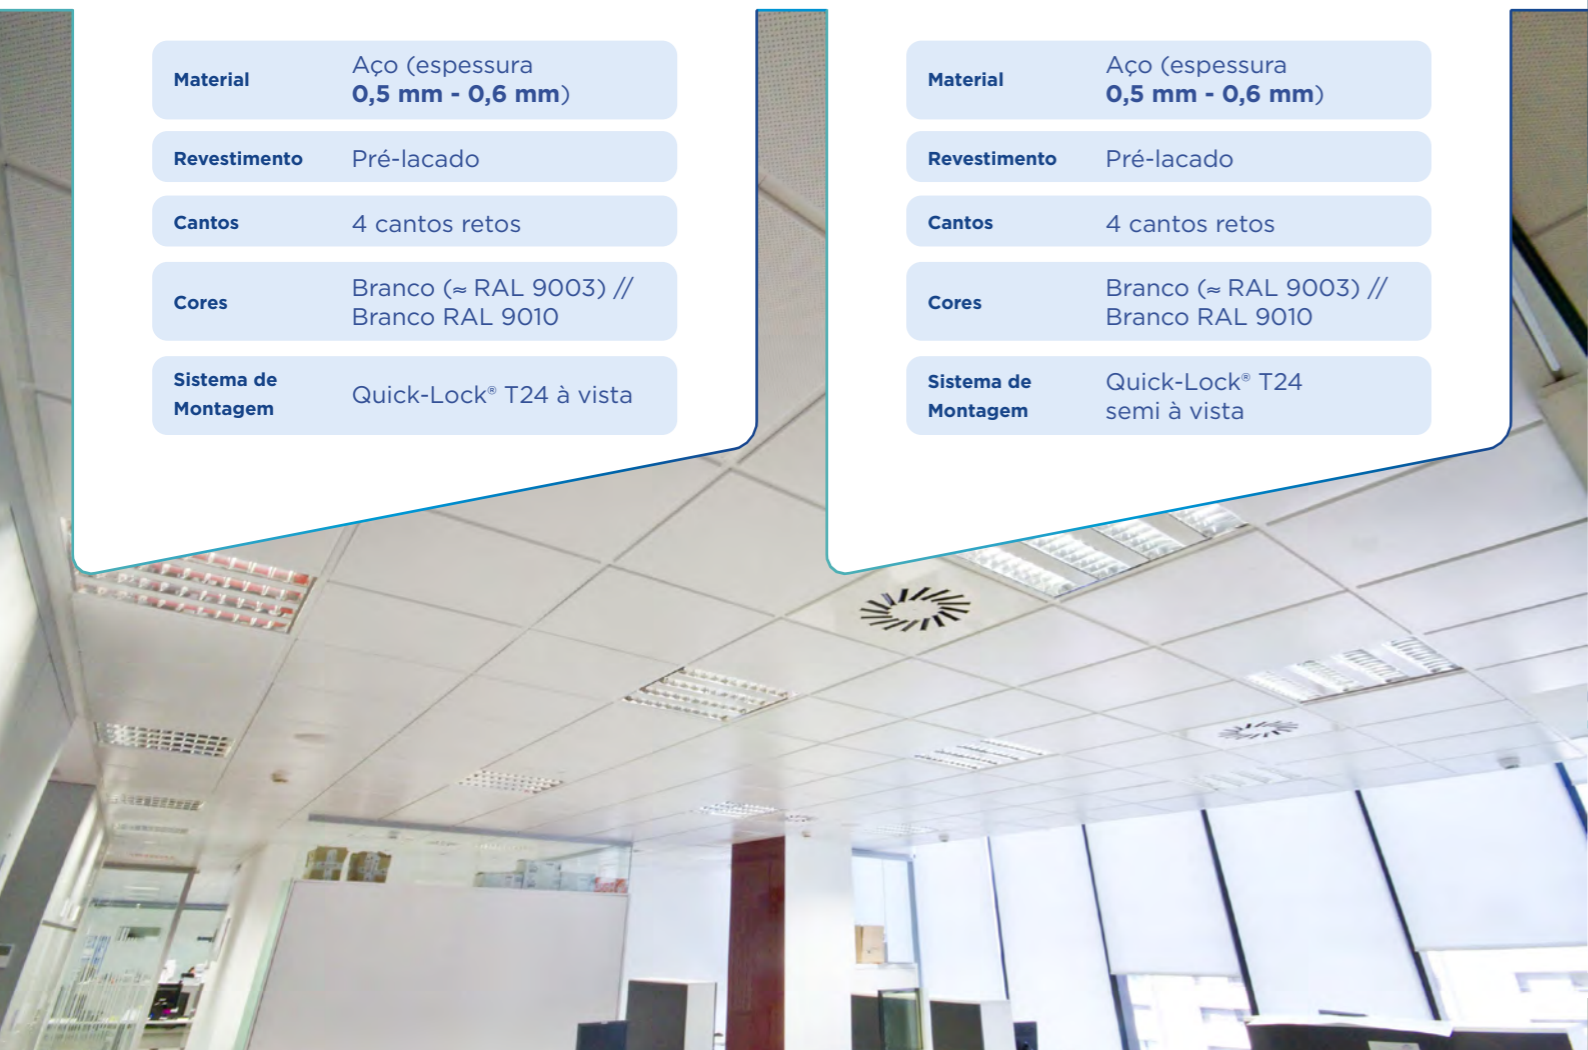 Material
Aço (espessura
0,5 mm - 0,6 mm)
Revestimento
Pré-lacado
Cantos
4 cantos retos
Cores
Branco (≈ RAL 9003) //
Branco RAL 9010
Sistema de
Montagem
Quick-Lock® T24 à vista
Material
Aço (espessura
0,5 mm - 0,6 mm)
Revestimento
Pré-lacado
Cantos
4 cantos retos
Cores
Branco (≈ RAL 9003) //
Branco RAL 9010
Sistema de
Montagem
Quick-Lock® T24
semi à vista